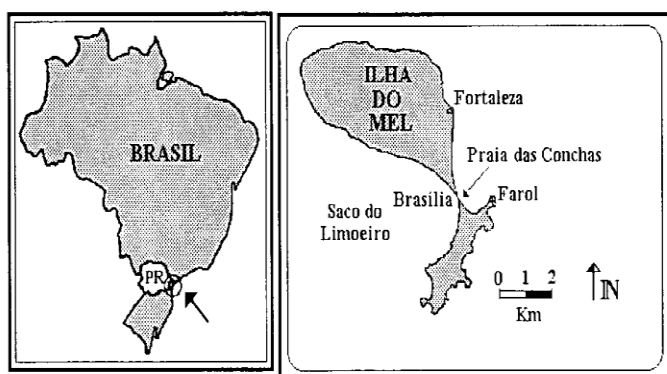 BRASIL
PR
ILHA
DO
MEL
Fortaleza
Praia das Conchas
Brasília
Farol
Saco do
Limoeiro
0 1 2
Km
N